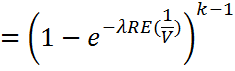 = (1 − e^{−λRE(1/V)})^{k−1}